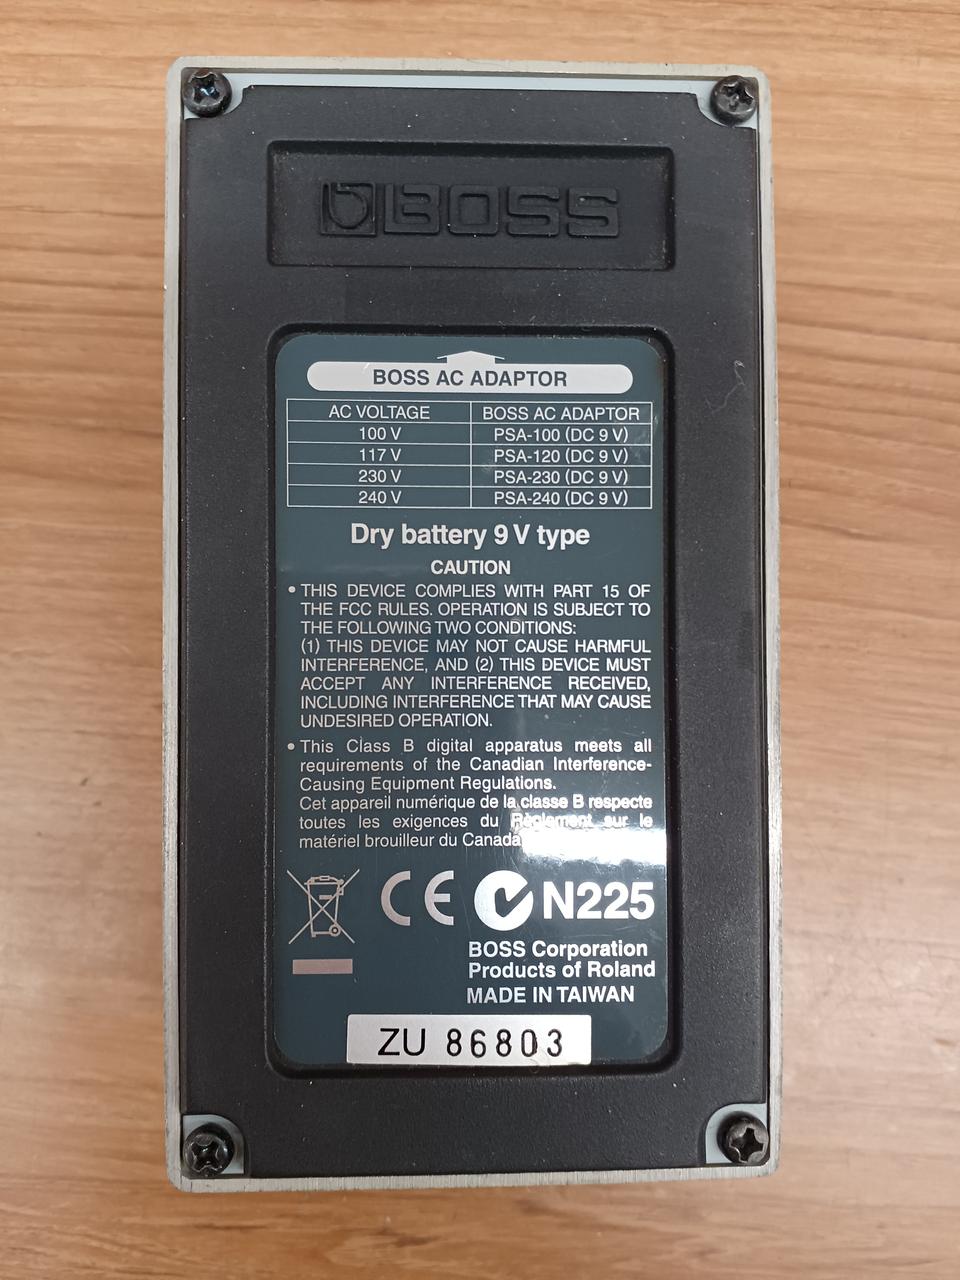 BOSS
BOSS AC ADAPTOR
AC VOLTAGE BOSS AC ADAPTOR
100 V PSA-100 (DC 9 V)
117 V PSA-120 (DC 9 V)
230 V PSA-230 (DC 9 V)
240 V PSA-240 (DC 9 V)
Dry battery 9 V type
CAUTION
• THIS DEVICE COMPLIES WITH PART 15 OF
THE FCC RULES. OPERATION IS SUBJECT TO
THE FOLLOWING TWO CONDITIONS:
(1) THIS DEVICE MAY NOT CAUSE HARMFUL
INTERFERENCE, AND (2) THIS DEVICE MUST
ACCEPT ANY INTERFERENCE RECEIVED,
INCLUDING INTERFERENCE THAT MAY CAUSE
UNDESIRED OPERATION.
• This Class B digital apparatus meets all
requirements of the Canadian Interference-
Causing Equipment Regulations.
Cet appareil numérique de la classe B respecte
toutes les exigences du Règlement sur le
matériel brouilleur du Canada
CE N225
BOSS Corporation
Products of Roland
MADE IN TAIWAN
ZU 86803